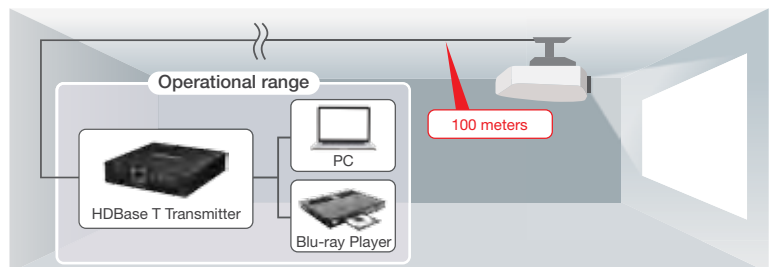 Operational range
100 meters
PC
HDBase T Transmitter
Blu-ray Player